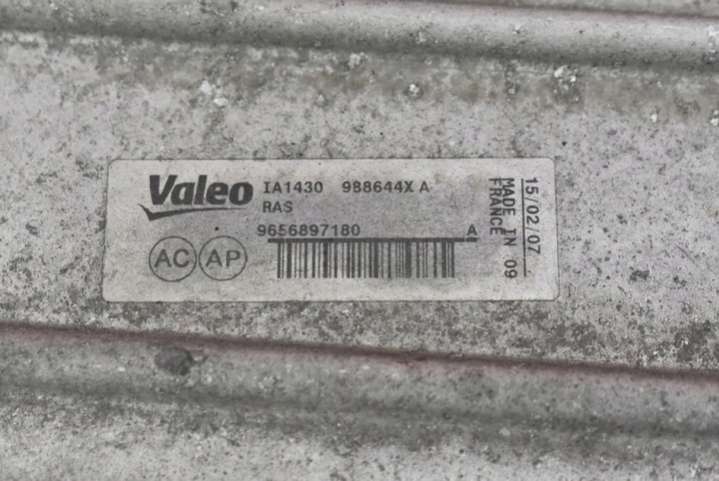 Valeo IA1430 988644X A
RAS
9656897180 A
AC AP
15/02/07
MADE IN 09
FRANCE